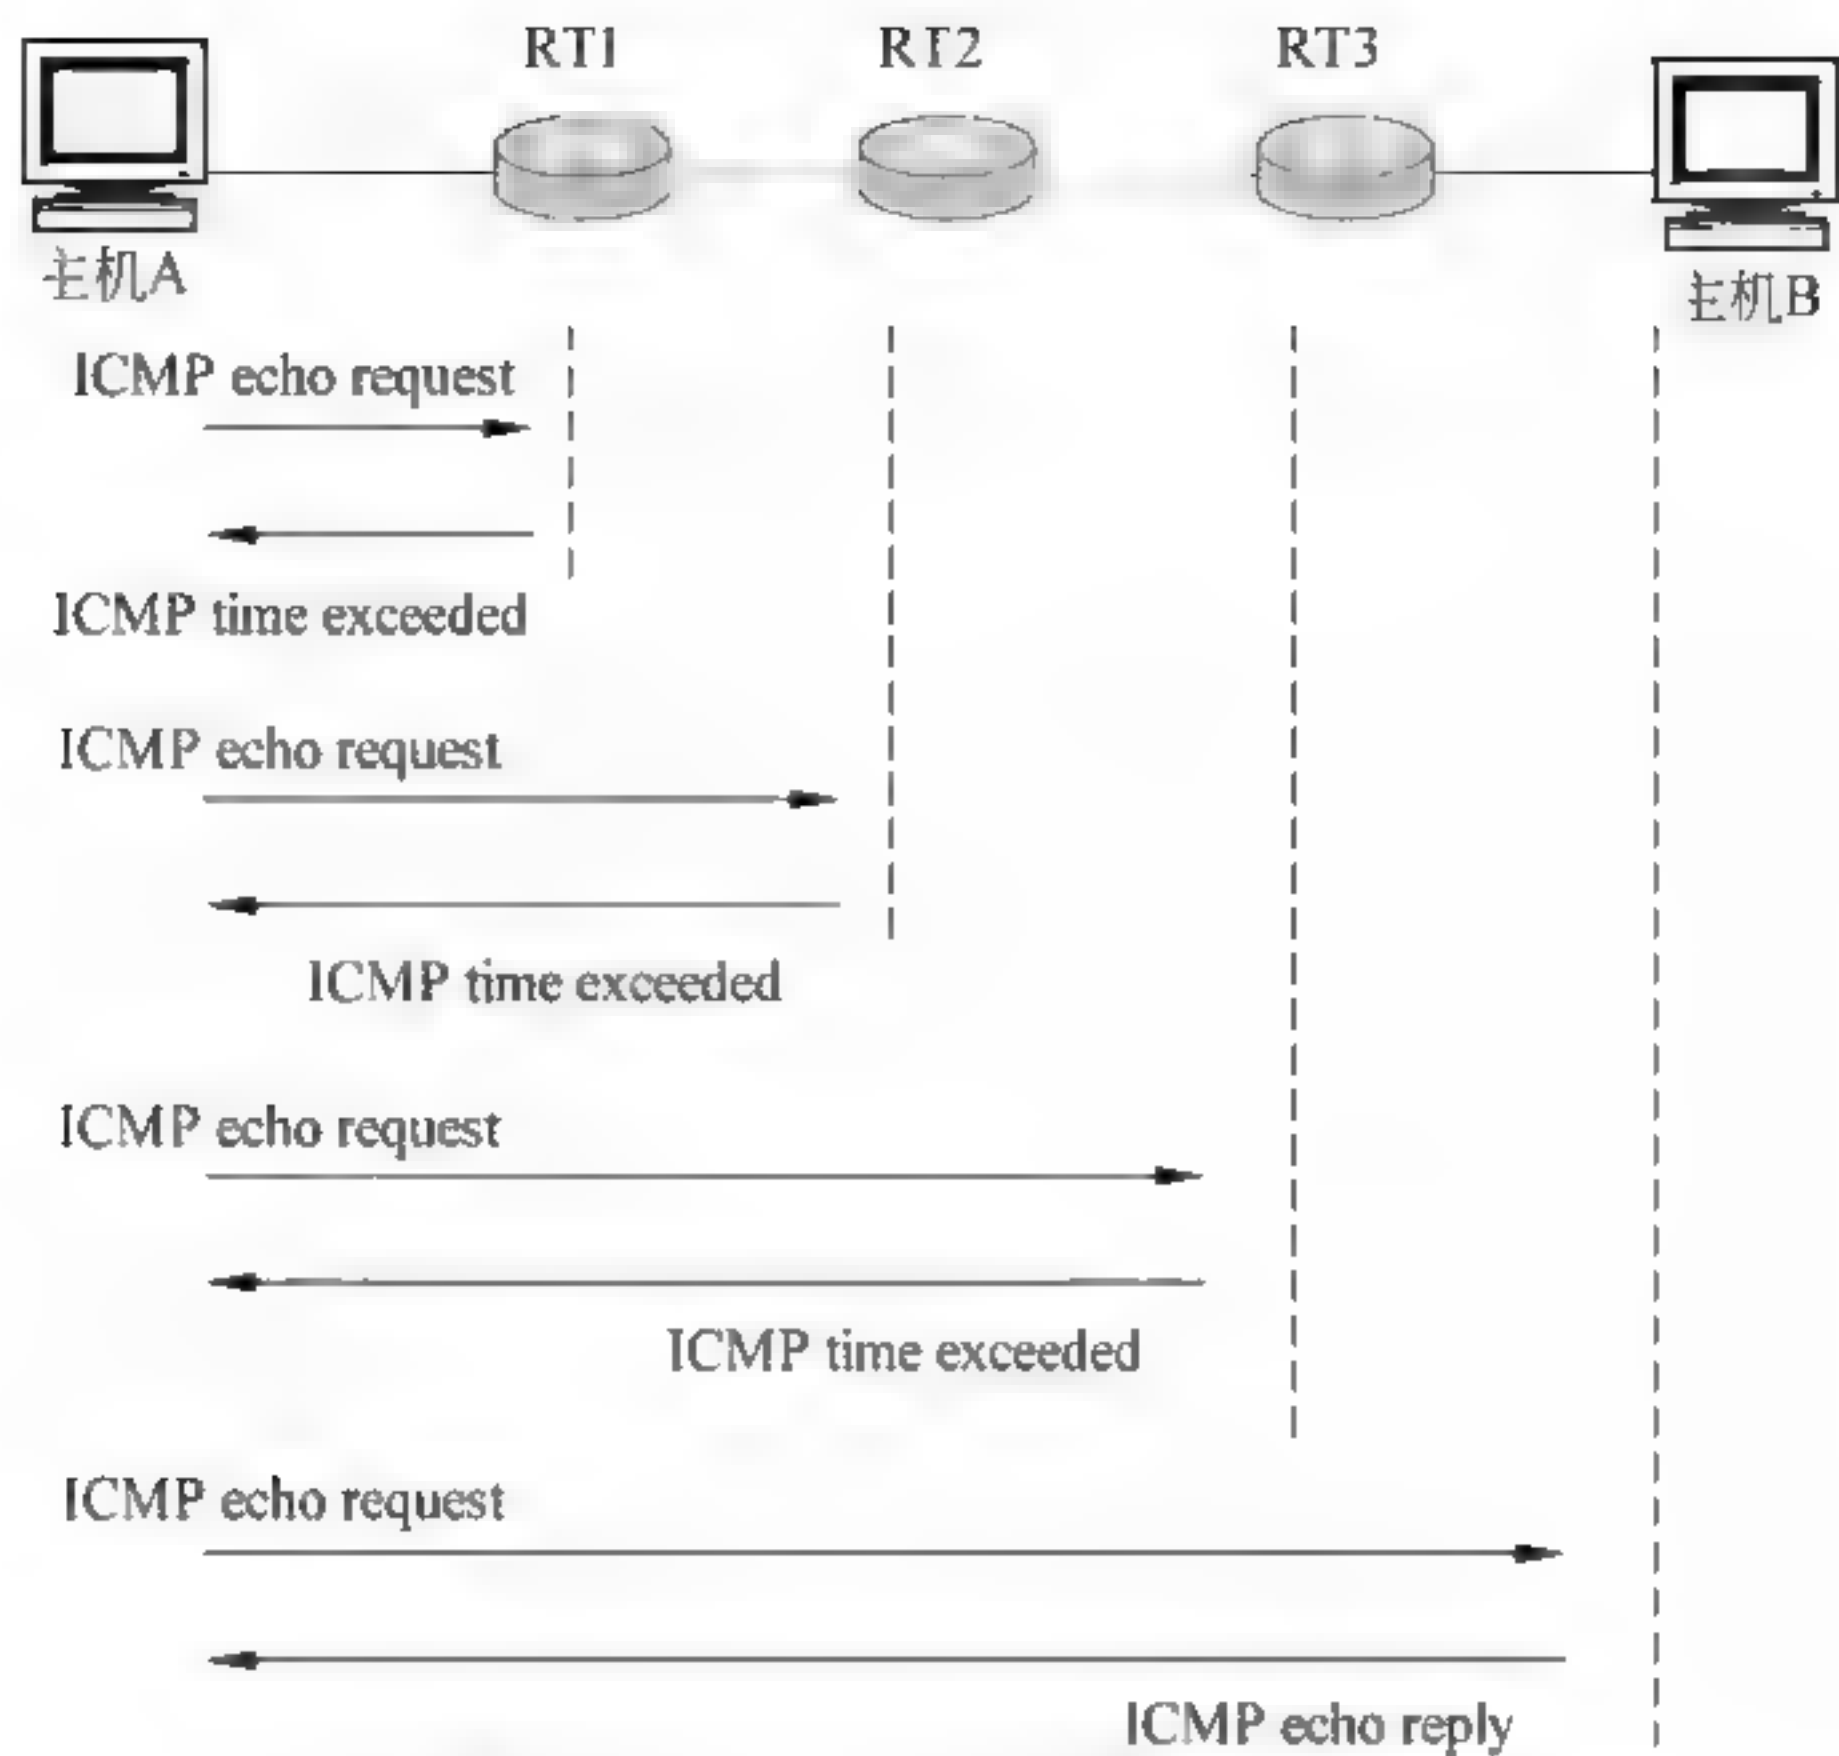 RT1
RT2
RT3
主机A
主机B
ICMP echo request
ICMP time exceeded
ICMP echo request
ICMP time exceeded
ICMP echo request
ICMP time exceeded
ICMP echo request
ICMP echo reply